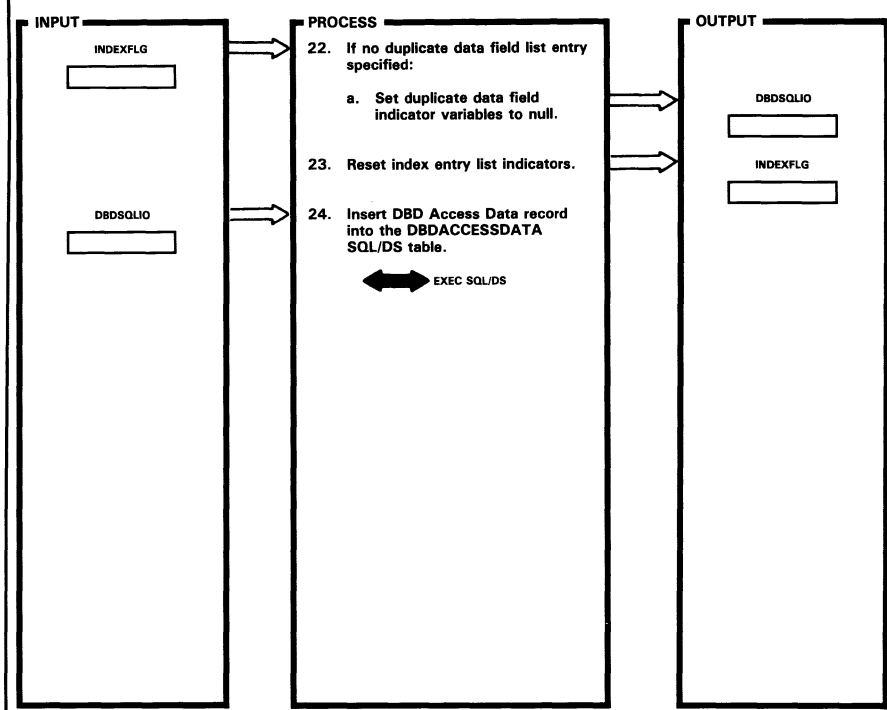 INPUT
INDEXFLG
DBDSQLIO
PROCESS
22. If no duplicate data field list entry
specified:
a. Set duplicate data field
indicator variables to null.
23. Reset index entry list indicators.
24. Insert DBD Access Data record
into the DBDACCESSDATA
SQL/DS table.
EXEC SQL/DS
OUTPUT
DBDSQLIO
INDEXFLG